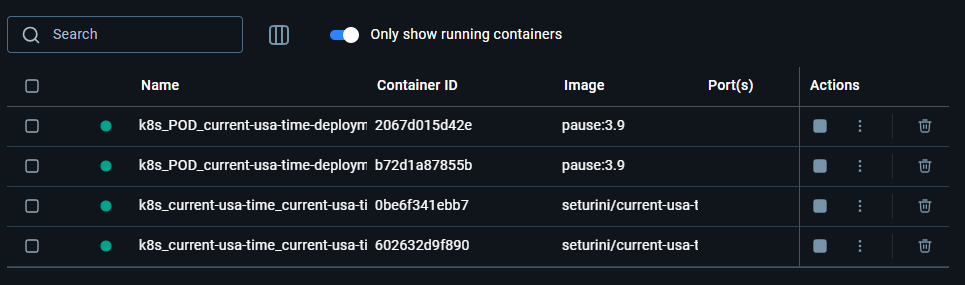 Search
Only show running containers
Name Container ID Image Port(s) Actions
k8s_POD_current-usa-time-deploym 2067d015d42e pause:3.9
k8s_POD_current-usa-time-deploym b72d1a87855b pause:3.9
k8s_current-usa-time_current-usa-ti 0be6f341ebb7 seturini/current-usa-t
k8s_current-usa-time_current-usa-ti 602632d9f890 seturini/current-usa-t